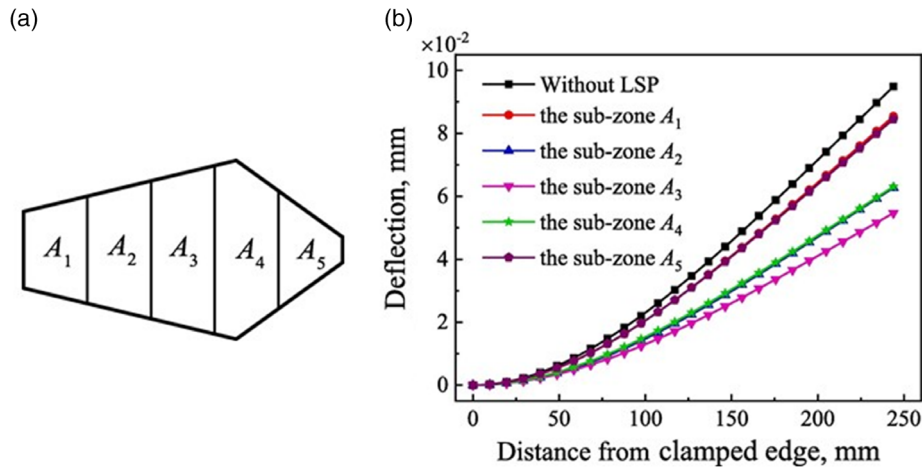 (a)
A1
A2
A3
A4
A5
(b)
×10-2
10
8
6
4
2
0
Deflection, mm
Without LSP
the sub-zone A1
the sub-zone A2
the sub-zone A3
the sub-zone A4
the sub-zone A5
0 50 100 150 200 250
Distance from clamped edge, mm